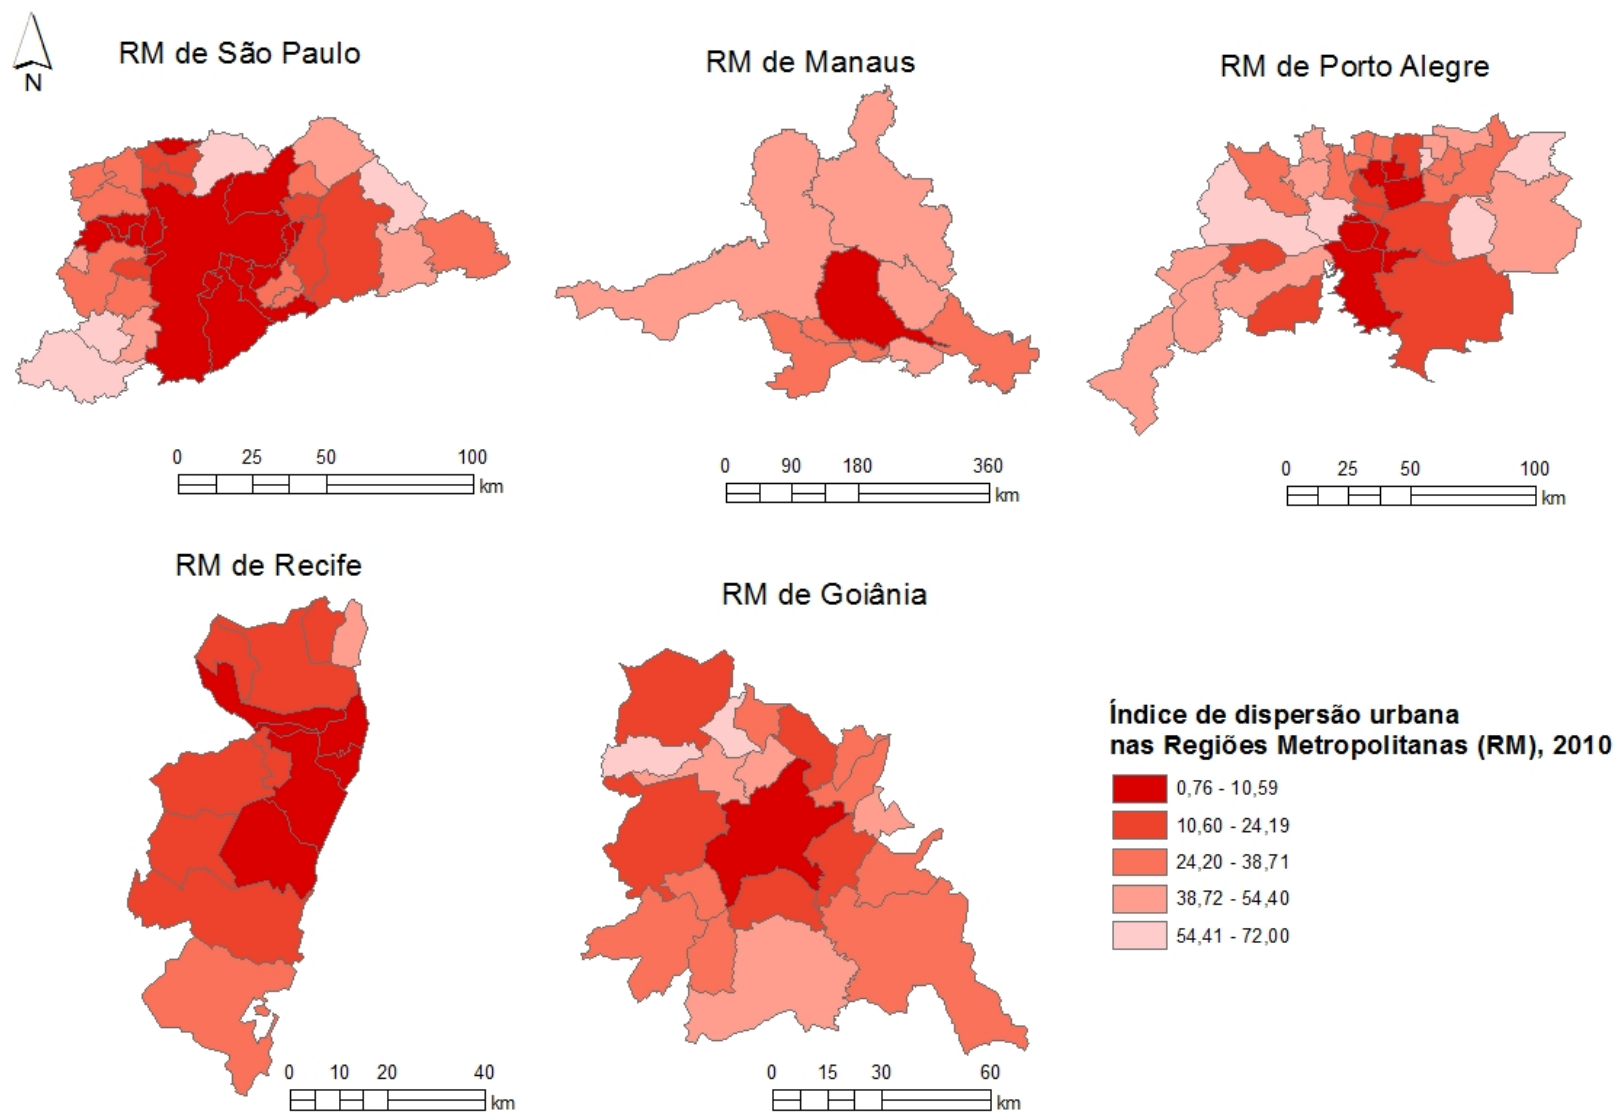 N
RM de São Paulo
RM de Manaus
RM de Porto Alegre
0 25 50 100
km
0 90 180 360
km
0 25 50 100
km
RM de Recife
RM de Goiânia
Índice de dispersão urbana
nas Regiões Metropolitanas (RM), 2010
0,76 - 10,59
10,60 - 24,19
24,20 - 38,71
38,72 - 54,40
54,41 - 72,00
0 10 20 40
km
0 15 30 60
km